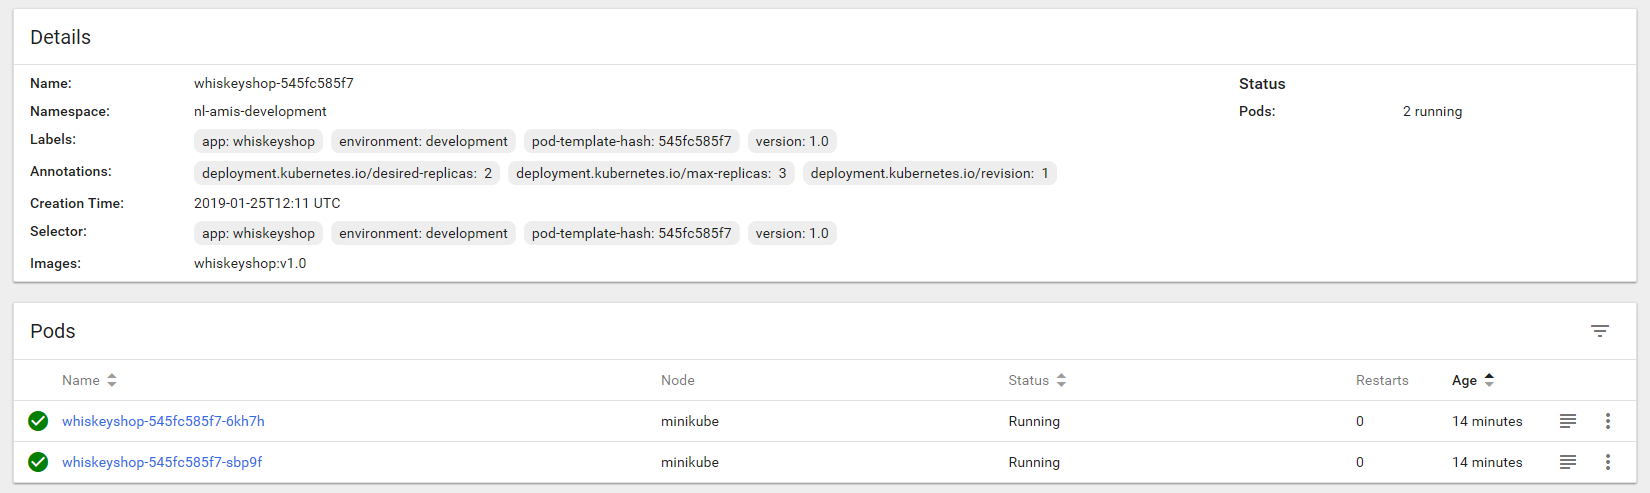 Details
Name: whiskeyshop-545fc585f7
Status
Namespace: nl-amis-development
Pods: 2 running
Labels: app: whiskeyshop environment: development pod-template-hash: 545fc585f7 version: 1.0
Annotations: deployment.kubernetes.io/desired-replicas: 2 deployment.kubernetes.io/max-replicas: 3 deployment.kubernetes.io/revision: 1
Creation Time: 2019-01-25T12:11 UTC
Selector: app: whiskeyshop environment: development pod-template-hash: 545fc585f7 version: 1.0
Images: whiskeyshop:v1.0
Pods
Name Node Status Restarts Age
whiskeyshop-545fc585f7-6kh7h minikube Running 0 14 minutes
whiskeyshop-545fc585f7-sbp9f minikube Running 0 14 minutes